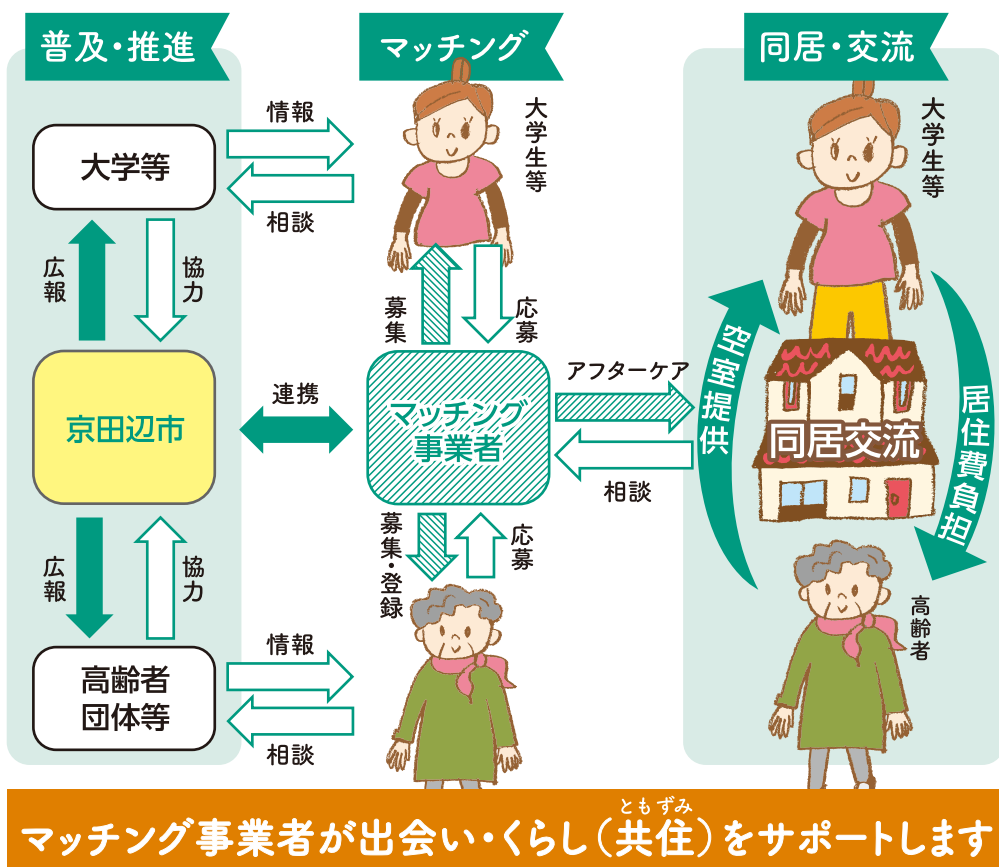 普及・推進
マッチング
同居・交流
大学等
情報
相談
大学生等
大学生等
広報
協力
募集
応募
京田辺市
連携
マッチング
事業者
アフターケア
相談
空室提供
同居交流
居住費負担
広報
協力
募集・登録
応募
高齢者
団体等
情報
相談
高齢者
ともずみ
マッチング事業者が出会い・くらし(共住)をサポートします